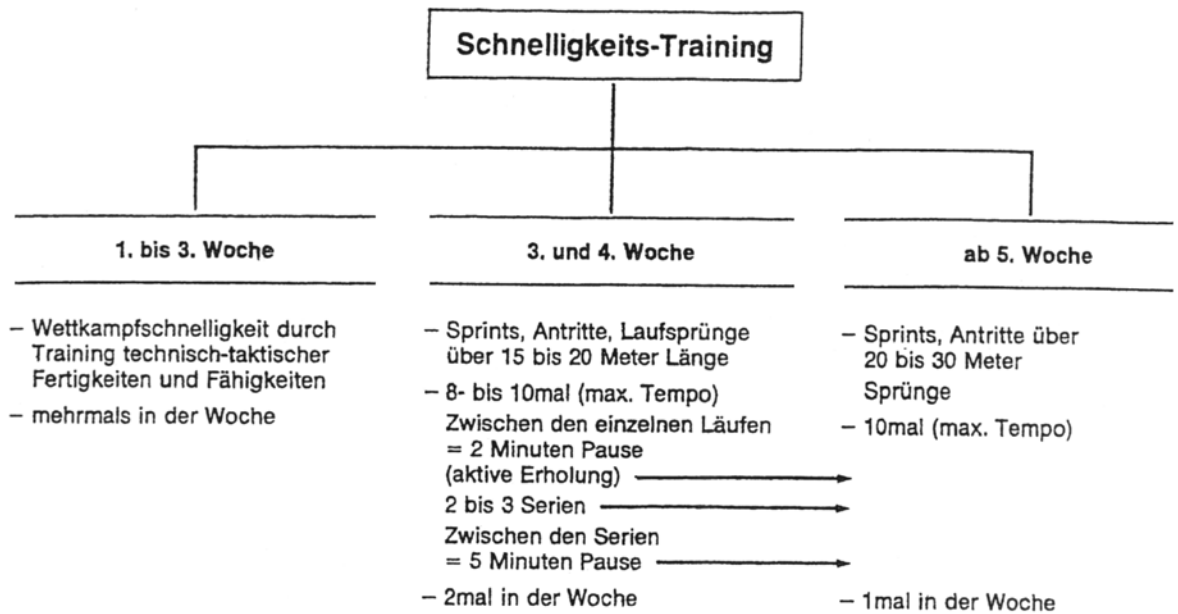 Schnelligkeits-Training
1. bis 3. Woche
– Wettkampfschnelligkeit durch
Training technisch-taktischer
Fertigkeiten und Fähigkeiten
– mehrmals in der Woche
3. und 4. Woche
– Sprints, Antritte, Laufsprünge
über 15 bis 20 Meter Länge
– 8- bis 10mal (max. Tempo)
Zwischen den einzelnen Läufen
= 2 Minuten Pause
(aktive Erholung)
2 bis 3 Serien
Zwischen den Serien
= 5 Minuten Pause
– 2mal in der Woche
ab 5. Woche
– Sprints, Antritte über
20 bis 30 Meter
Sprünge
– 10mal (max. Tempo)
– 1mal in der Woche